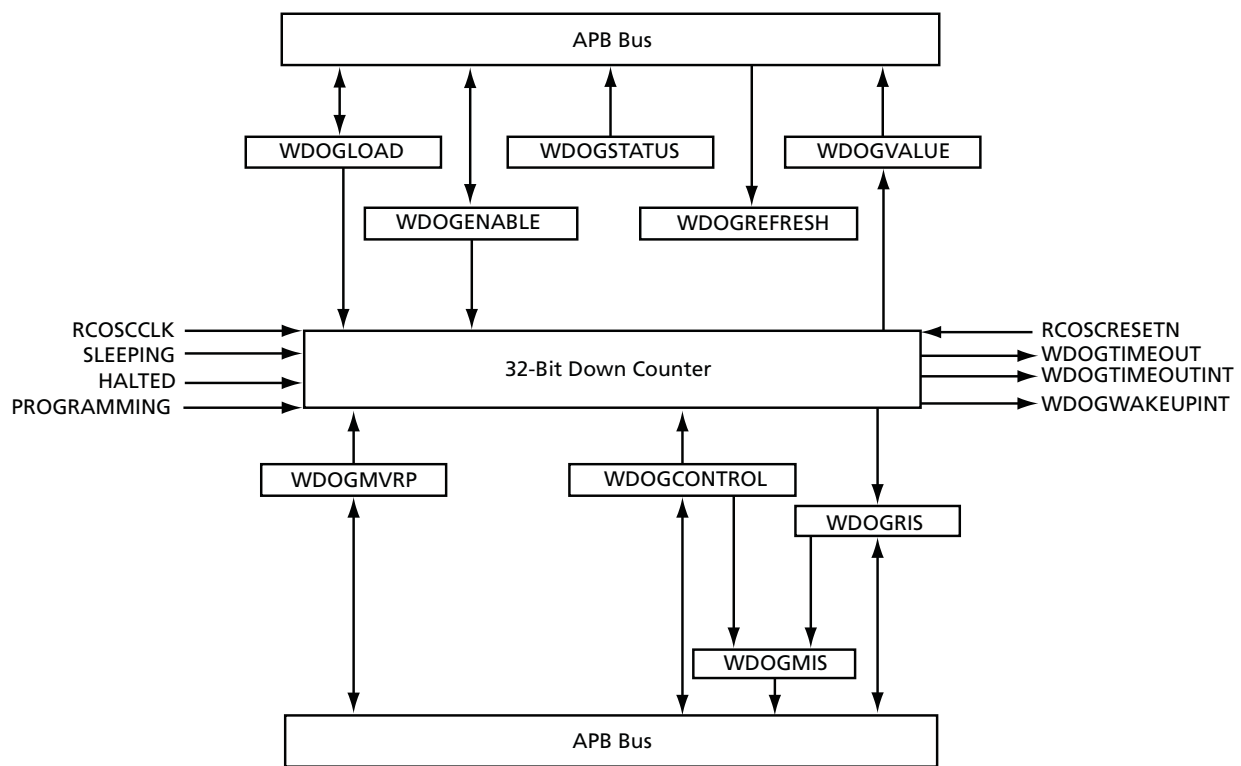 APB Bus
WDOGLOAD
WDOGSTATUS
WDOGVALUE
WDOGENABLE
WDOGREFRESH
RCOSCCLK
SLEEPING
HALTED
PROGRAMMING
32-Bit Down Counter
RCOSCRESETN
WDOGTIMEOUT
WDOGTIMEOUTINT
WDOGWAKEUPINT
WDOGMVRP
WDOGCONTROL
WDOGRIS
WDOGMIS
APB Bus